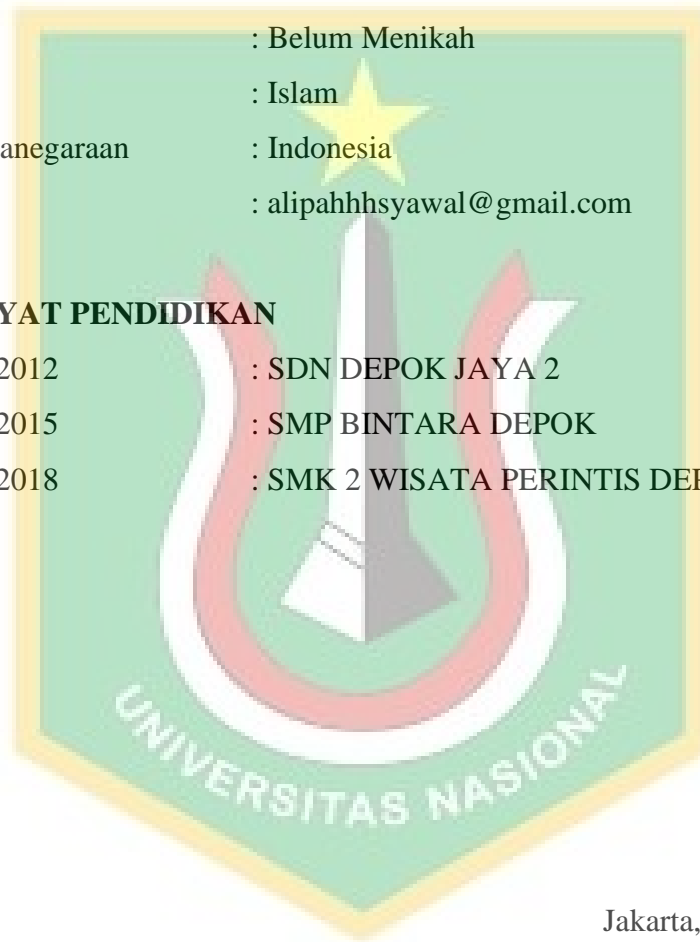 : Belum Menikah
: Islam
anegaraan : Indonesia
: alipahhhsyawal@gmail.com
YAT PENDIDIKAN
2012 : SDN DEPOK JAYA 2
2015 : SMP BINTARA DEPOK
2018 : SMK 2 WISATA PERINTIS DEP
UNIVERSITAS NASIONAL
Jakarta,